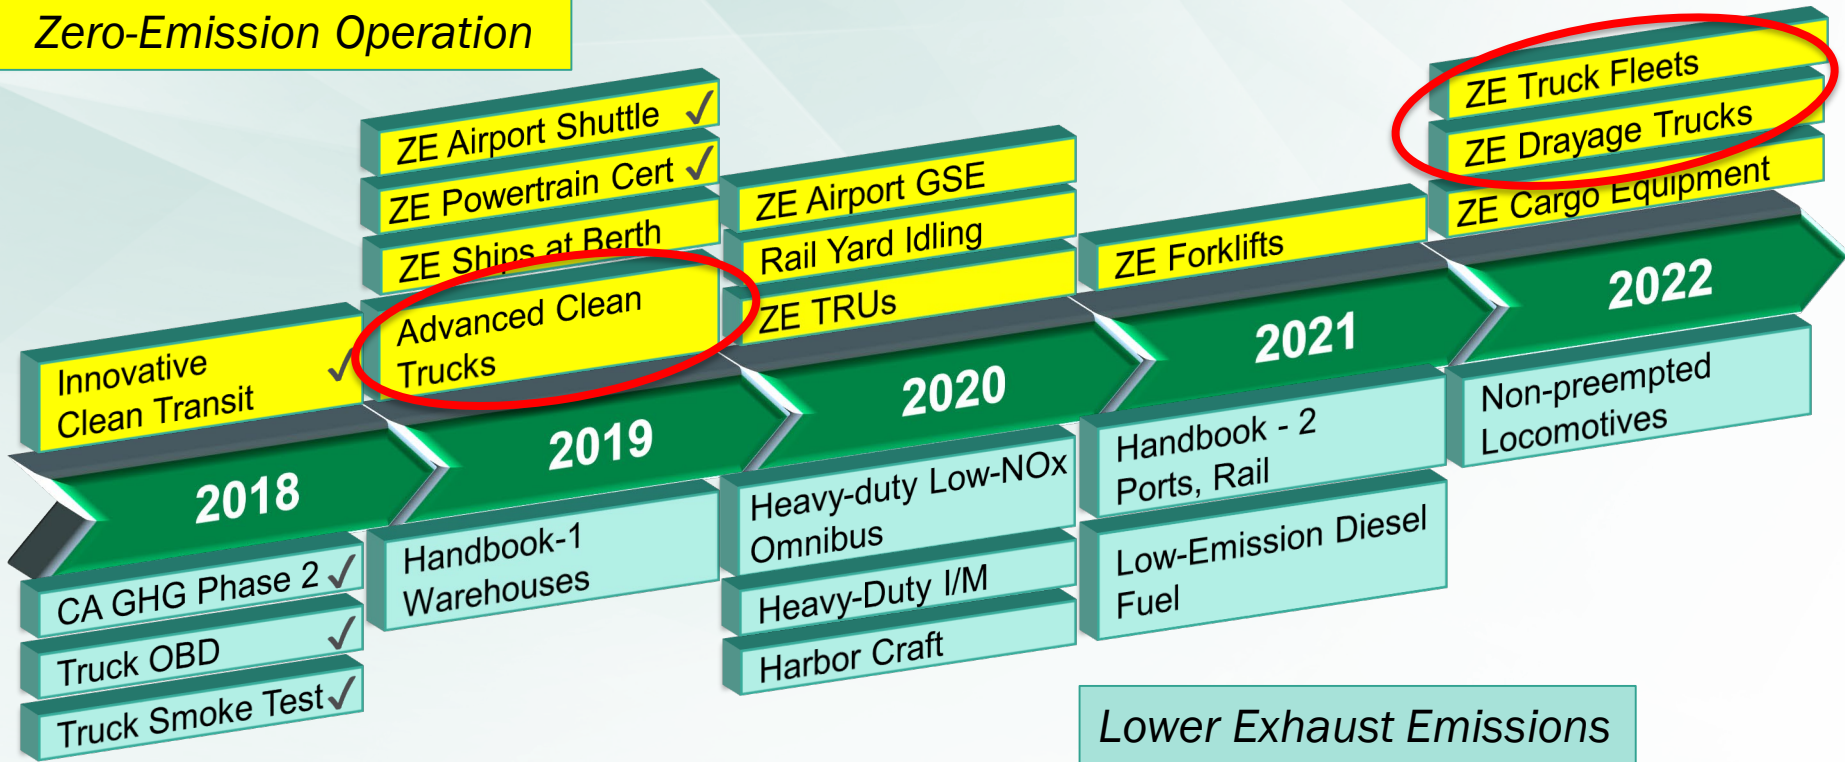 Zero-Emission Operation
Innovative
Clean Transit ✓
ZE Airport Shuttle ✓
ZE Powertrain Cert ✓
ZE Ships at Berth
Advanced Clean
Trucks
ZE Airport GSE
Rail Yard Idling
ZE TRUs
ZE Forklifts
ZE Truck Fleets
ZE Drayage Trucks
ZE Cargo Equipment
2018
2019
2020
2021
2022
CA GHG Phase 2 ✓
Truck OBD ✓
Truck Smoke Test ✓
Handbook-1
Warehouses
Heavy-duty Low-NOx
Omnibus
Heavy-Duty I/M
Harbor Craft
Handbook - 2
Ports, Rail
Low-Emission Diesel
Fuel
Non-preempted
Locomotives
Lower Exhaust Emissions